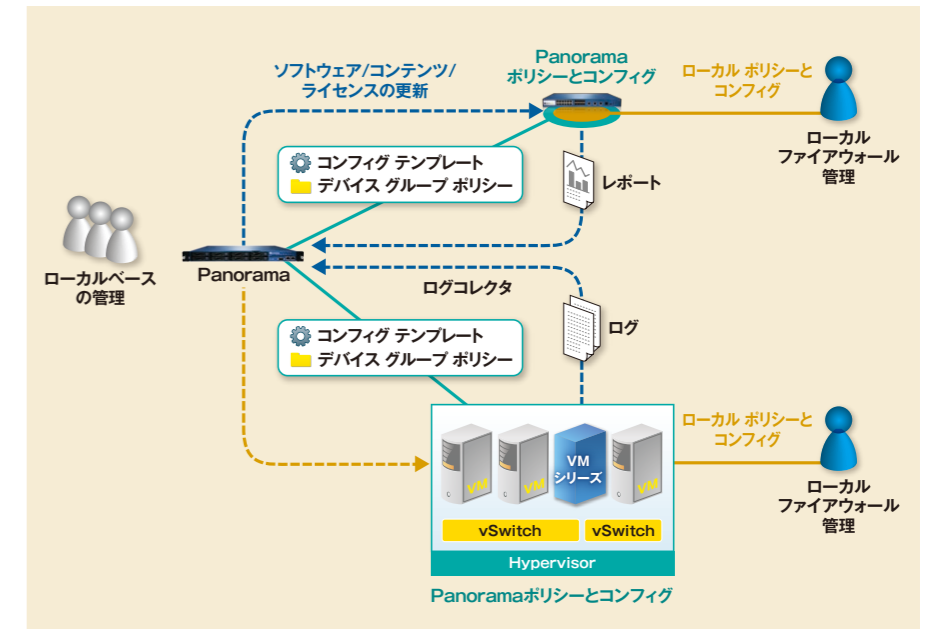 ソフトウェア/コンテンツ/
ライセンスの更新
Panorama
ポリシーとコンフィグ
ローカル ポリシーと
コンフィグ
ローカル
ファイアウォール
管理
コンフィグ テンプレート
デバイス グループ ポリシー
レポート
ローカルベース
の管理
Panorama
ログコレクタ
ログ
コンフィグ テンプレート
デバイス グループ ポリシー
VM
VM
VM
シリーズ
VM
vSwitch
vSwitch
Hypervisor
Panoramaポリシーとコンフィグ
ローカル ポリシーと
コンフィグ
ローカル
ファイアウォール
管理